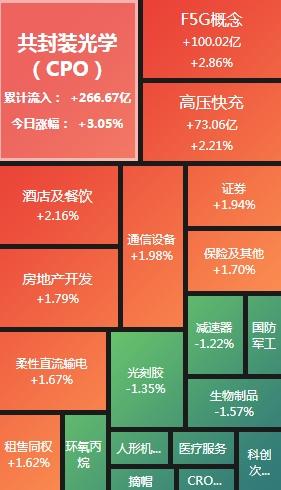 共封装光学
（CPO）
累计流入： +266.67亿
今日涨幅： +3.05%
F5G概念
+100.02亿
+2.86%
高压快充
+73.06亿
+2.21%
酒店及餐饮
+2.16%
房地产开发
+1.79%
柔性直流输电
+1.67%
租售同权
+1.62%
环氧丙
烷
通信设备
+1.98%
光刻胶
-1.35%
证券
+1.94%
保险及其他
+1.70%
减速器
-1.22%
国防
军工
生物制品
-1.57%
人形机...
医疗服务
摘帽
CRO...
科创
次...